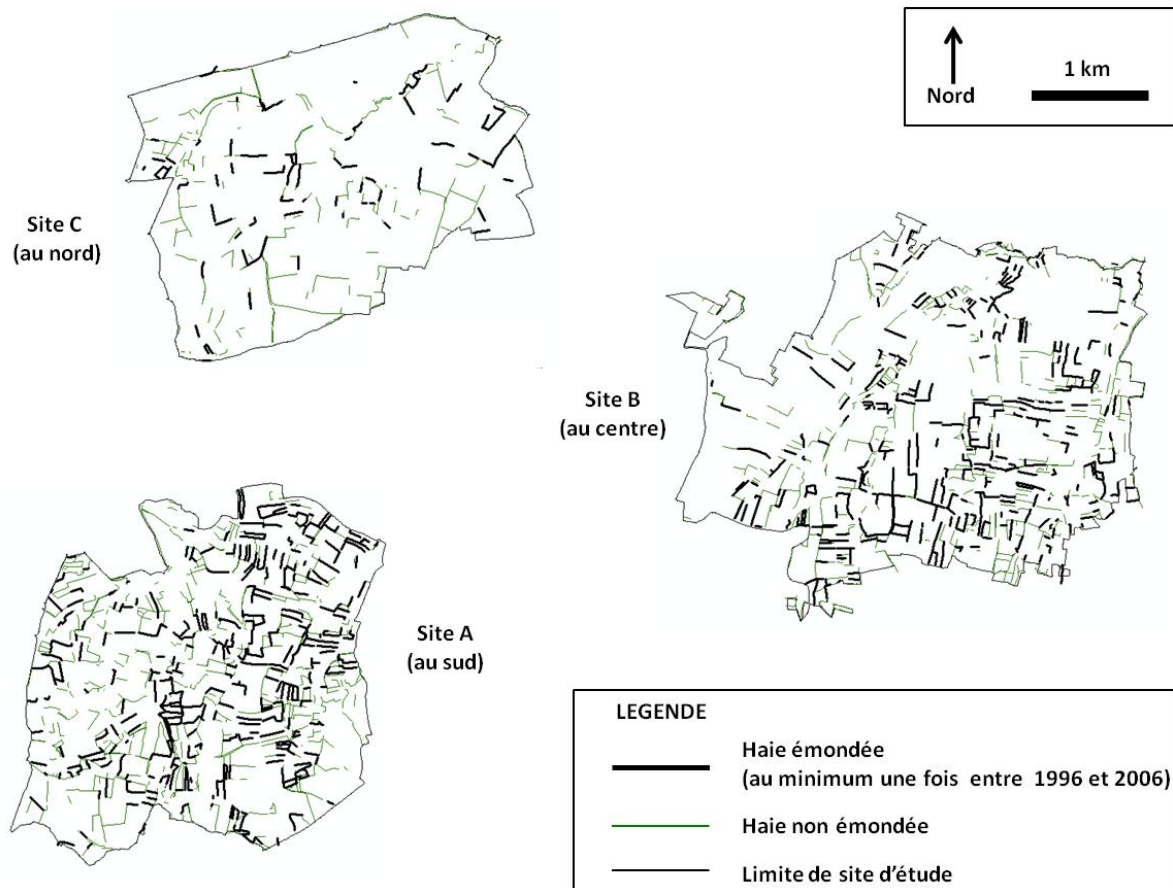 1 km
Nord
Site C
(au nord)
Site B
(au centre)
Site A
(au sud)
LEGENDE
Haie émondée
(au minimum une fois entre 1996 et 2006)
Haie non émondée
Limite de site d'étude